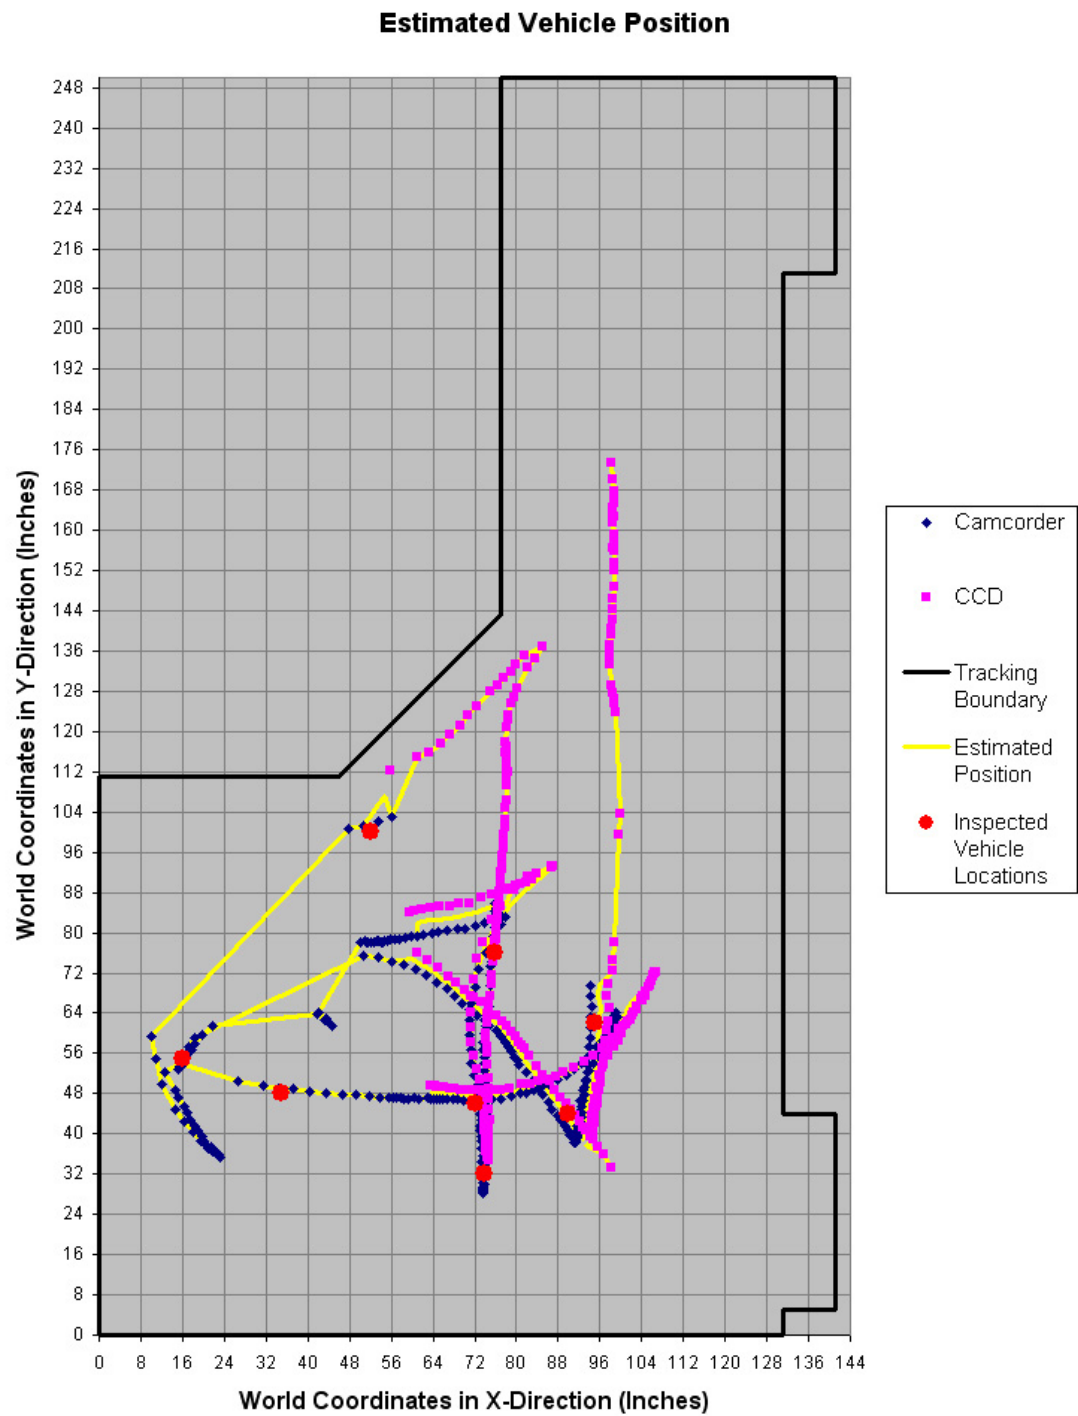 Estimated Vehicle Position
World Coordinates in Y-Direction (Inches)
248
240
232
224
216
208
200
192
184
176
168
160
152
144
136
128
120
112
104
96
88
80
72
64
56
48
40
32
24
16
8
0
0 8 16 24 32 40 48 56 64 72 80 88 96 104 112 120 128 136 144
World Coordinates in X-Direction (Inches)
Camcorder
CCD
Tracking
Boundary
Estimated
Position
Inspected
Vehicle
Locations